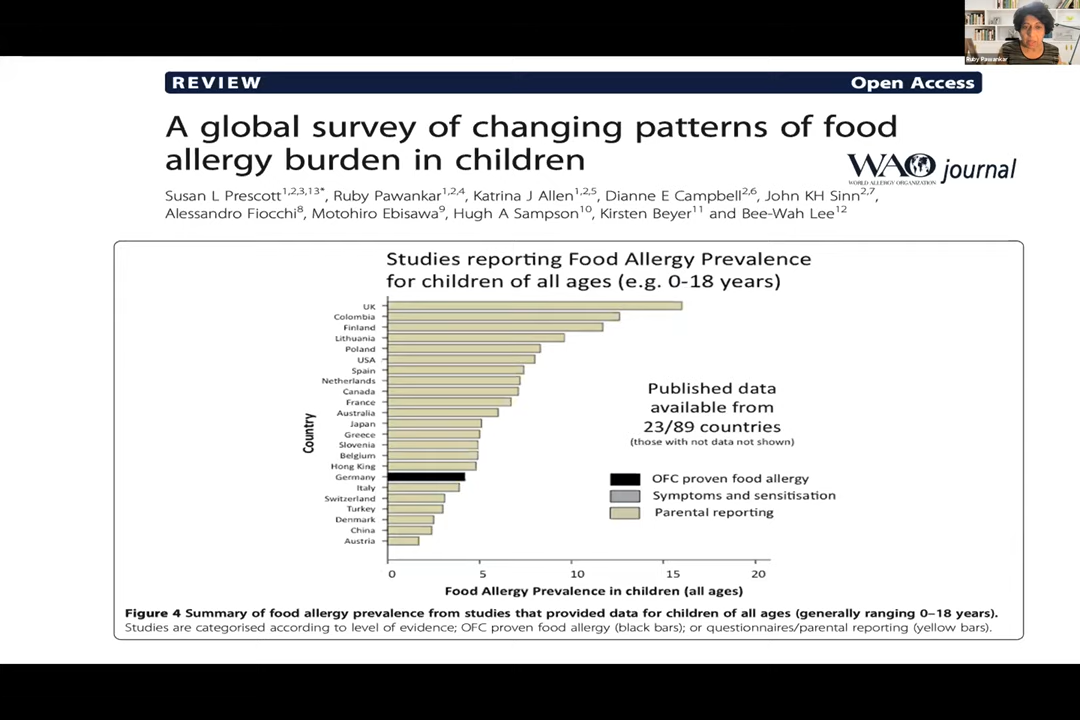 Ruby Pawankar
REVIEW Open Access
A global survey of changing patterns of food
allergy burden in children
WAO journal
WORLD ALLERGY ORGANIZATION
Susan L Prescott1,2,3,13*, Ruby Pawankar1,2,4, Katrina J Allen1,2,5, Dianne E Campbell2,6, John KH Sinn2,7,
Alessandro Fiocchi8, Motohiro Ebisawa9, Hugh A Sampson10, Kirsten Beyer11 and Bee-Wah Lee12
Studies reporting Food Allergy Prevalence
for children of all ages (e.g. 0-18 years)
Country
UK
Colombia
Finland
Lithuania
Poland
USA
Spain
Netherlands
Canada
France
Australia
Japan
Greece
Slovenia
Belgium
Hong King
Germany
Italy
Switzerland
Turkey
Denmark
China
Austria
Published data
available from
23/89 countries
(those with not data not shown)
OFC proven food allergy
Symptoms and sensitisation
Parental reporting
0 5 10 15 20
Food Allergy Prevalence in children (all ages)
Figure 4 Summary of food allergy prevalence from studies that provided data for children of all ages (generally ranging 0–18 years).
Studies are categorised according to level of evidence; OFC proven food allergy (black bars); or questionnaires/parental reporting (yellow bars).